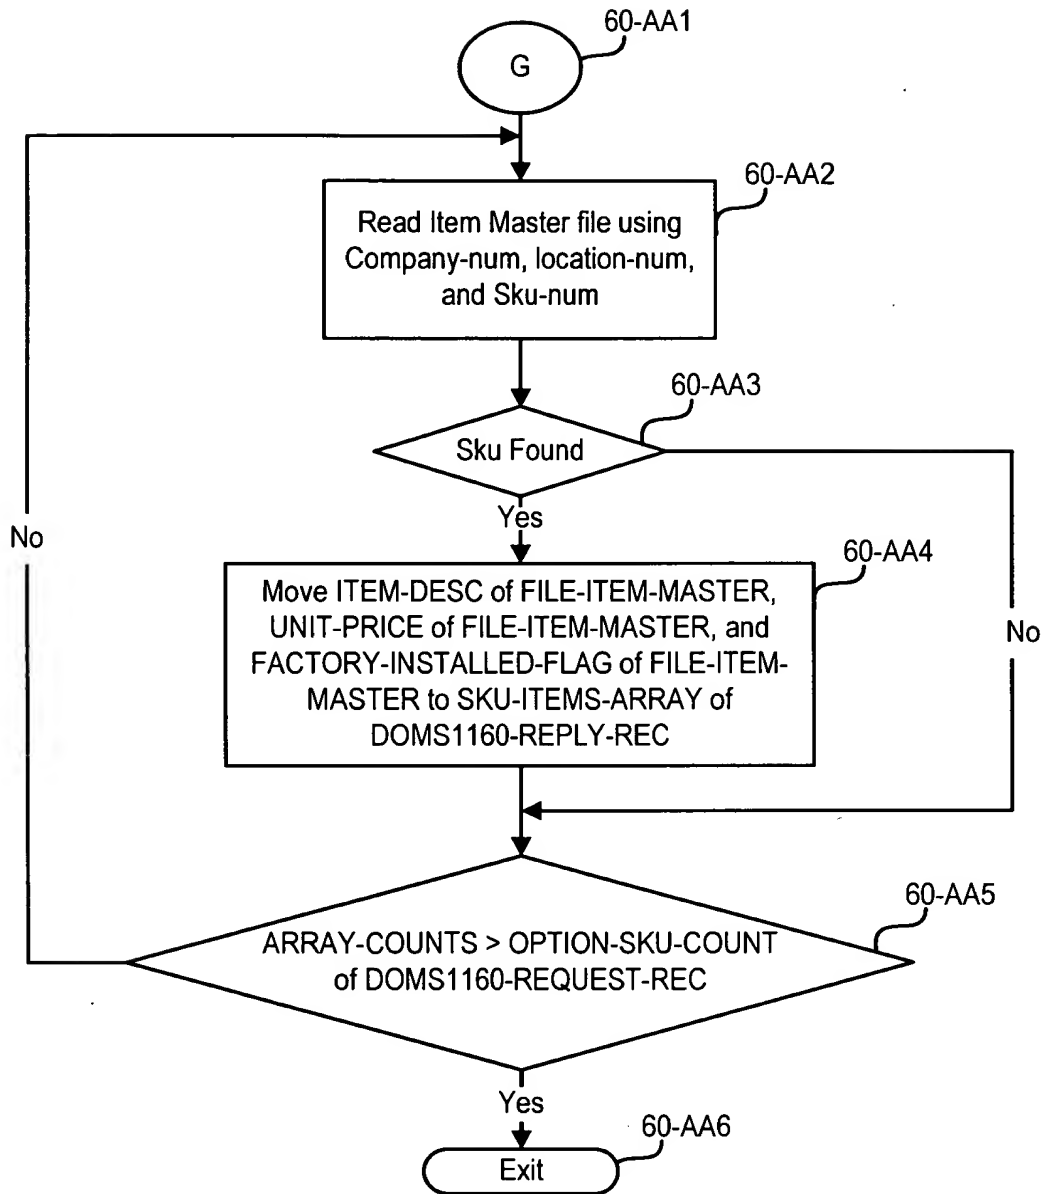 60-AA1
G
60-AA2
Read Item Master file using
Company-num, location-num,
and Sku-num
60-AA3
Sku Found
Yes
No
60-AA4
Move ITEM-DESC of FILE-ITEM-MASTER,
UNIT-PRICE of FILE-ITEM-MASTER, and
FACTORY-INSTALLED-FLAG of FILE-ITEM-
MASTER to SKU-ITEMS-ARRAY of
DOMS1160-REPLY-REC
No
60-AA5
ARRAY-COUNTS > OPTION-SKU-COUNT
of DOMS1160-REQUEST-REC
Yes
60-AA6
Exit